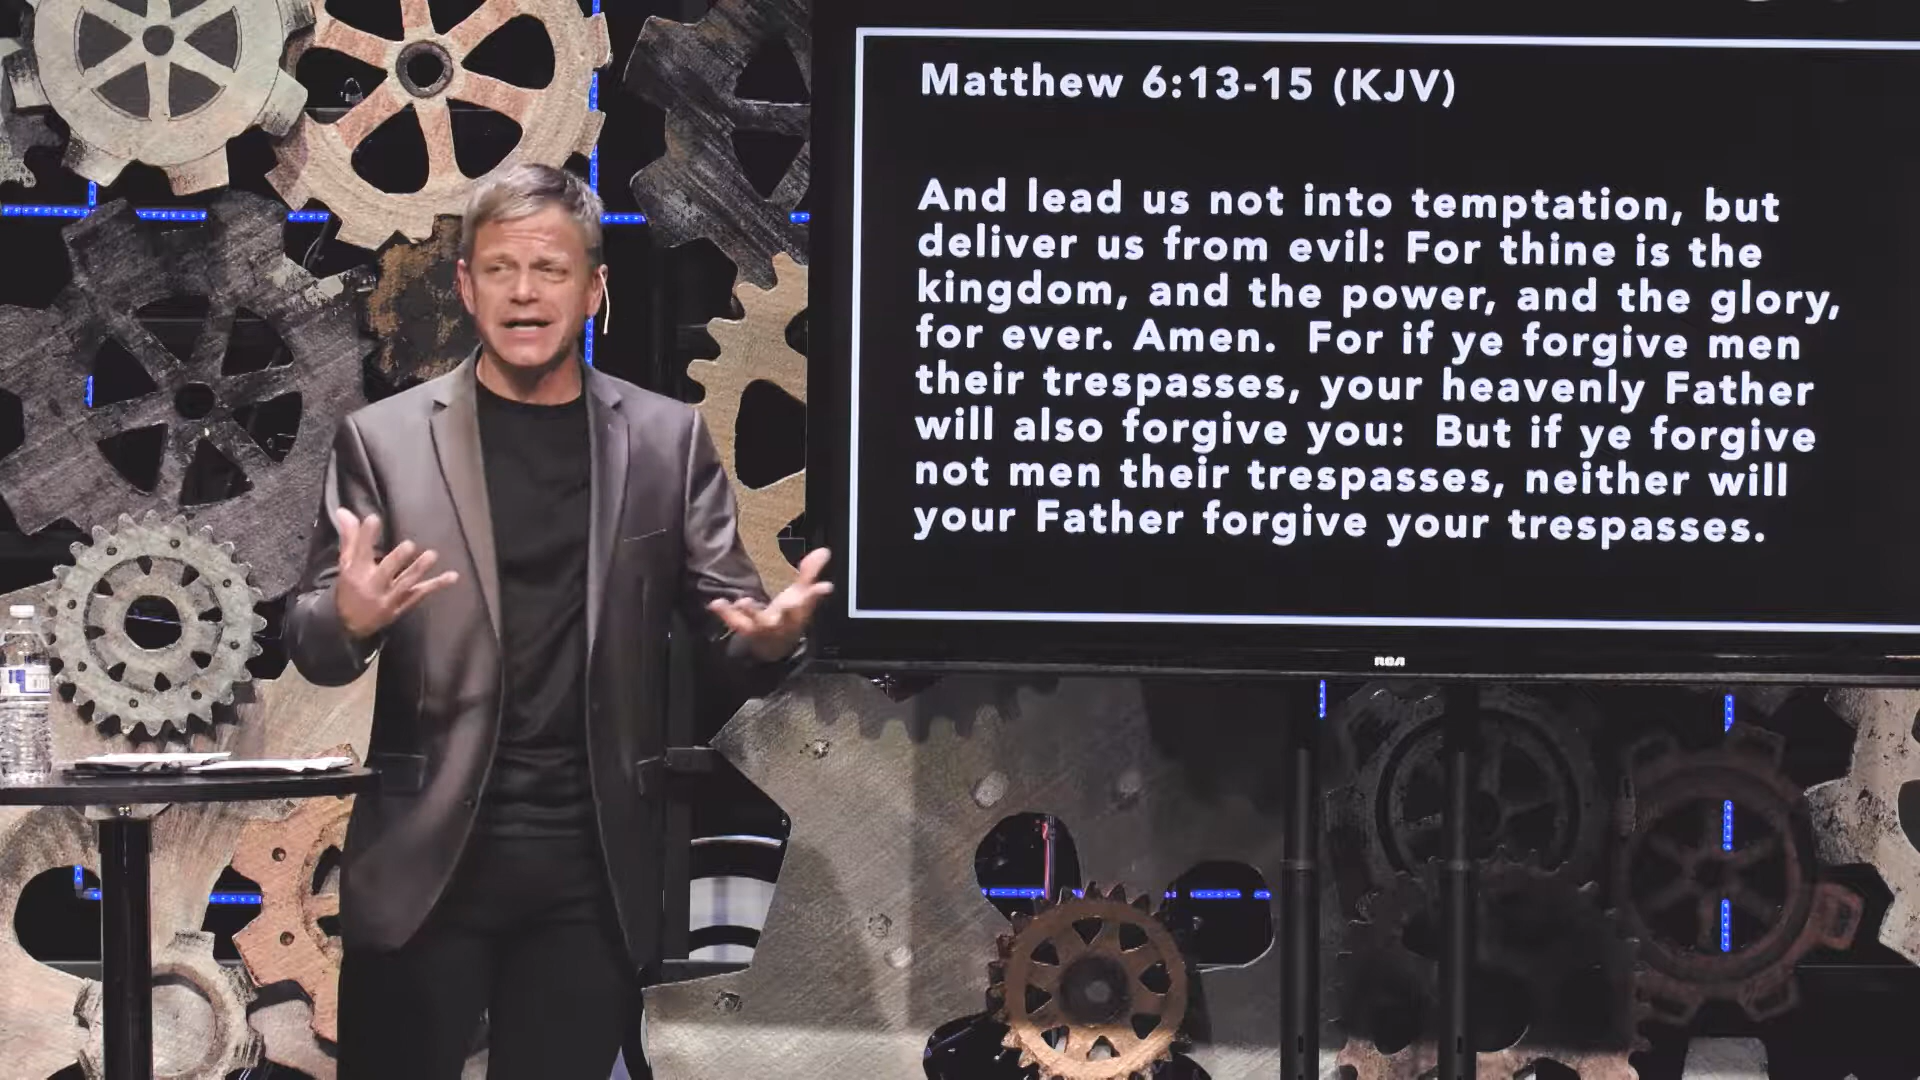 Matthew 6:13-15 (KJV)
And lead us not into temptation, but
deliver us from evil: For thine is the
kingdom, and the power, and the glory,
for ever. Amen. For if ye forgive men
their trespasses, your heavenly Father
will also forgive you: But if ye forgive
not men their trespasses, neither will
your Father forgive your trespasses.
RCA